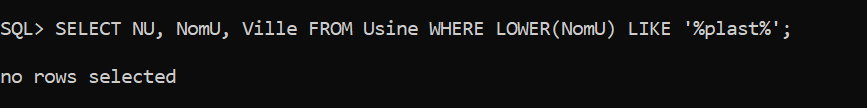 SQL> SELECT NU, NomU, Ville FROM Usine WHERE LOWER(NomU) LIKE '%plast%';
no rows selected